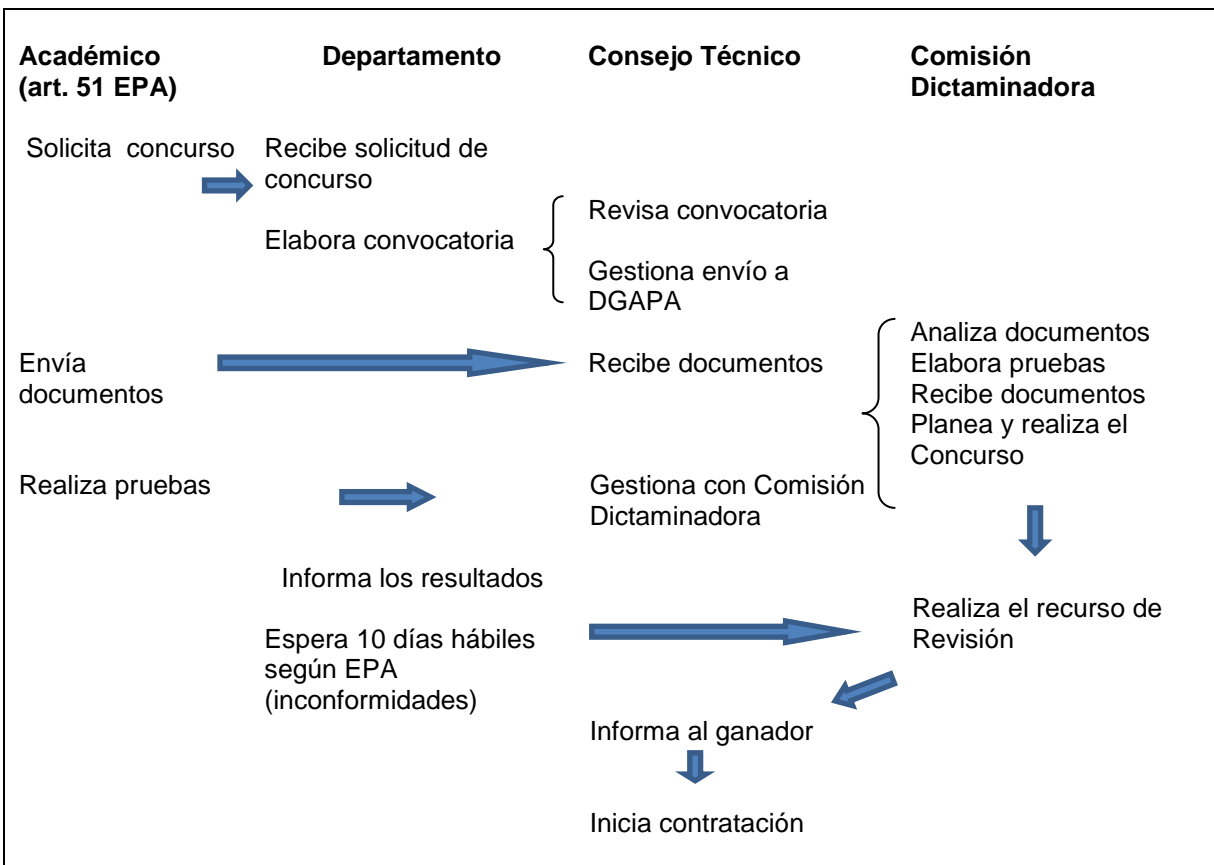 Académico
(art. 51 EPA)
Departamento
Consejo Técnico
Comisión
Dictaminadora
Solicita concurso
Recibe solicitud de
concurso
Elabora convocatoria
Revisa convocatoria
Gestiona envío a
DGAPA
Envía
documentos
Recibe documentos
Analiza documentos
Elabora pruebas
Recibe documentos
Planea y realiza el
Concurso
Realiza pruebas
Gestiona con Comisión
Dictaminadora
Informa los resultados
Espera 10 días hábiles
según EPA
(inconformidades)
Realiza el recurso de
Revisión
Informa al ganador
Inicia contratación